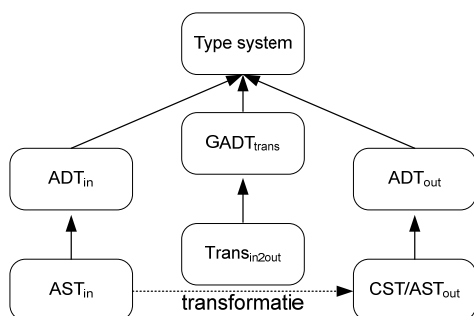 Type system
GADTtrans
ADTin
ADTout
Transin2out
ASTin
CST/ASTout
transformatie